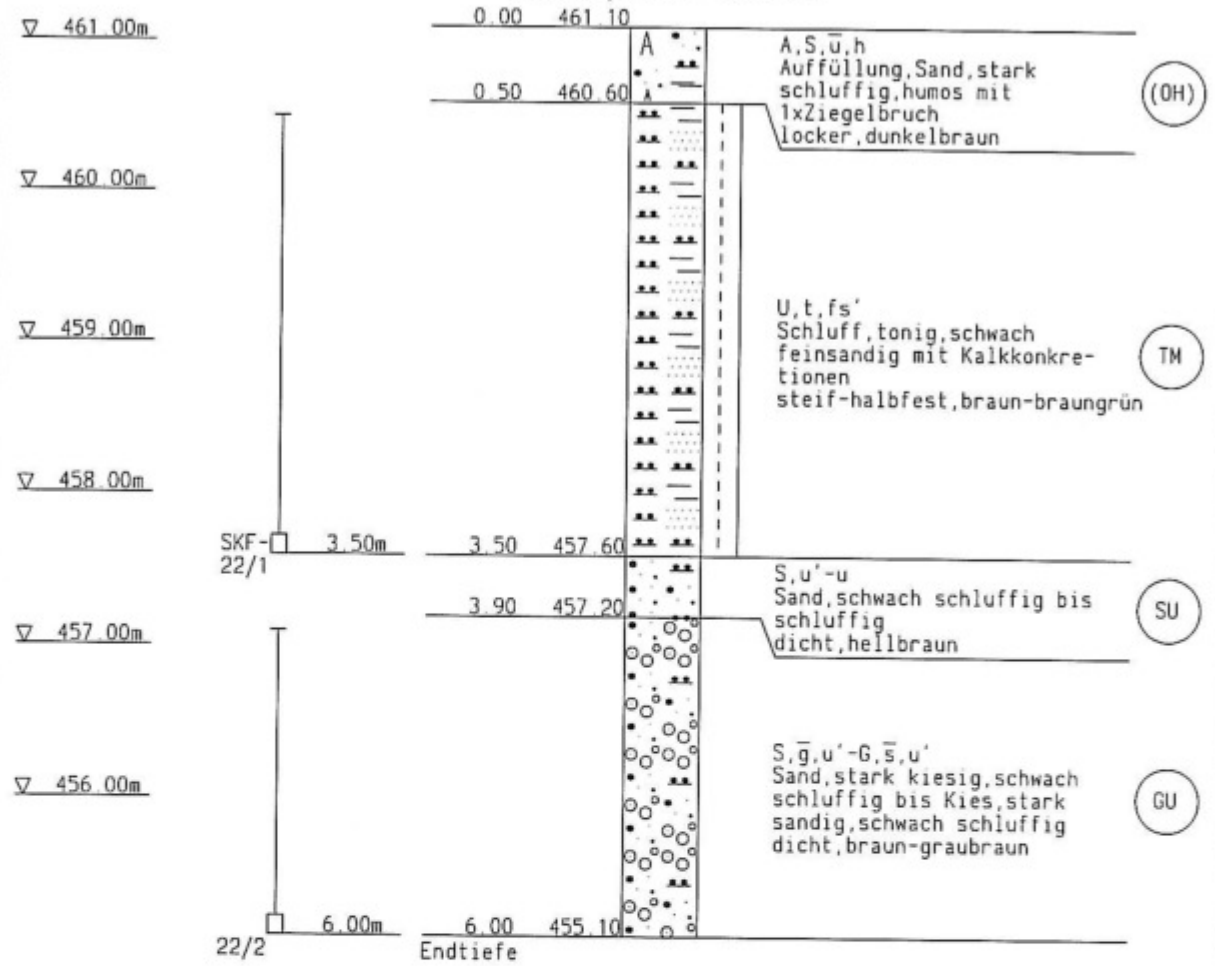 0.00 461.10
▽ 461.00m
A
A,S,u̅,h
Auffüllung,Sand,stark
schluffig,humos mit
1xZiegelbruch
locker,dunkelbraun
(OH)
0.50 460.60
A
▽ 460.00m
▽ 459.00m
U,t,fs'
Schluff,tonig,schwach
feinsandig mit Kalkkonkre-
tionen
steif-halbfest,braun-braungrün
TM
▽ 458.00m
SKF-
22/1
3.50m
3.50 457.60
S,u'-u
Sand,schwach schluffig bis
schluffig
dicht,hellbraun
SU
3.90 457.20
▽ 457.00m
S,g̅,u'-G,s̅,u'
Sand,stark kiesig,schwach
schluffig bis Kies,stark
sandig,schwach schluffig
dicht,braun-graubraun
GU
▽ 456.00m
22/2
6.00m
6.00 455.10
Endtiefe